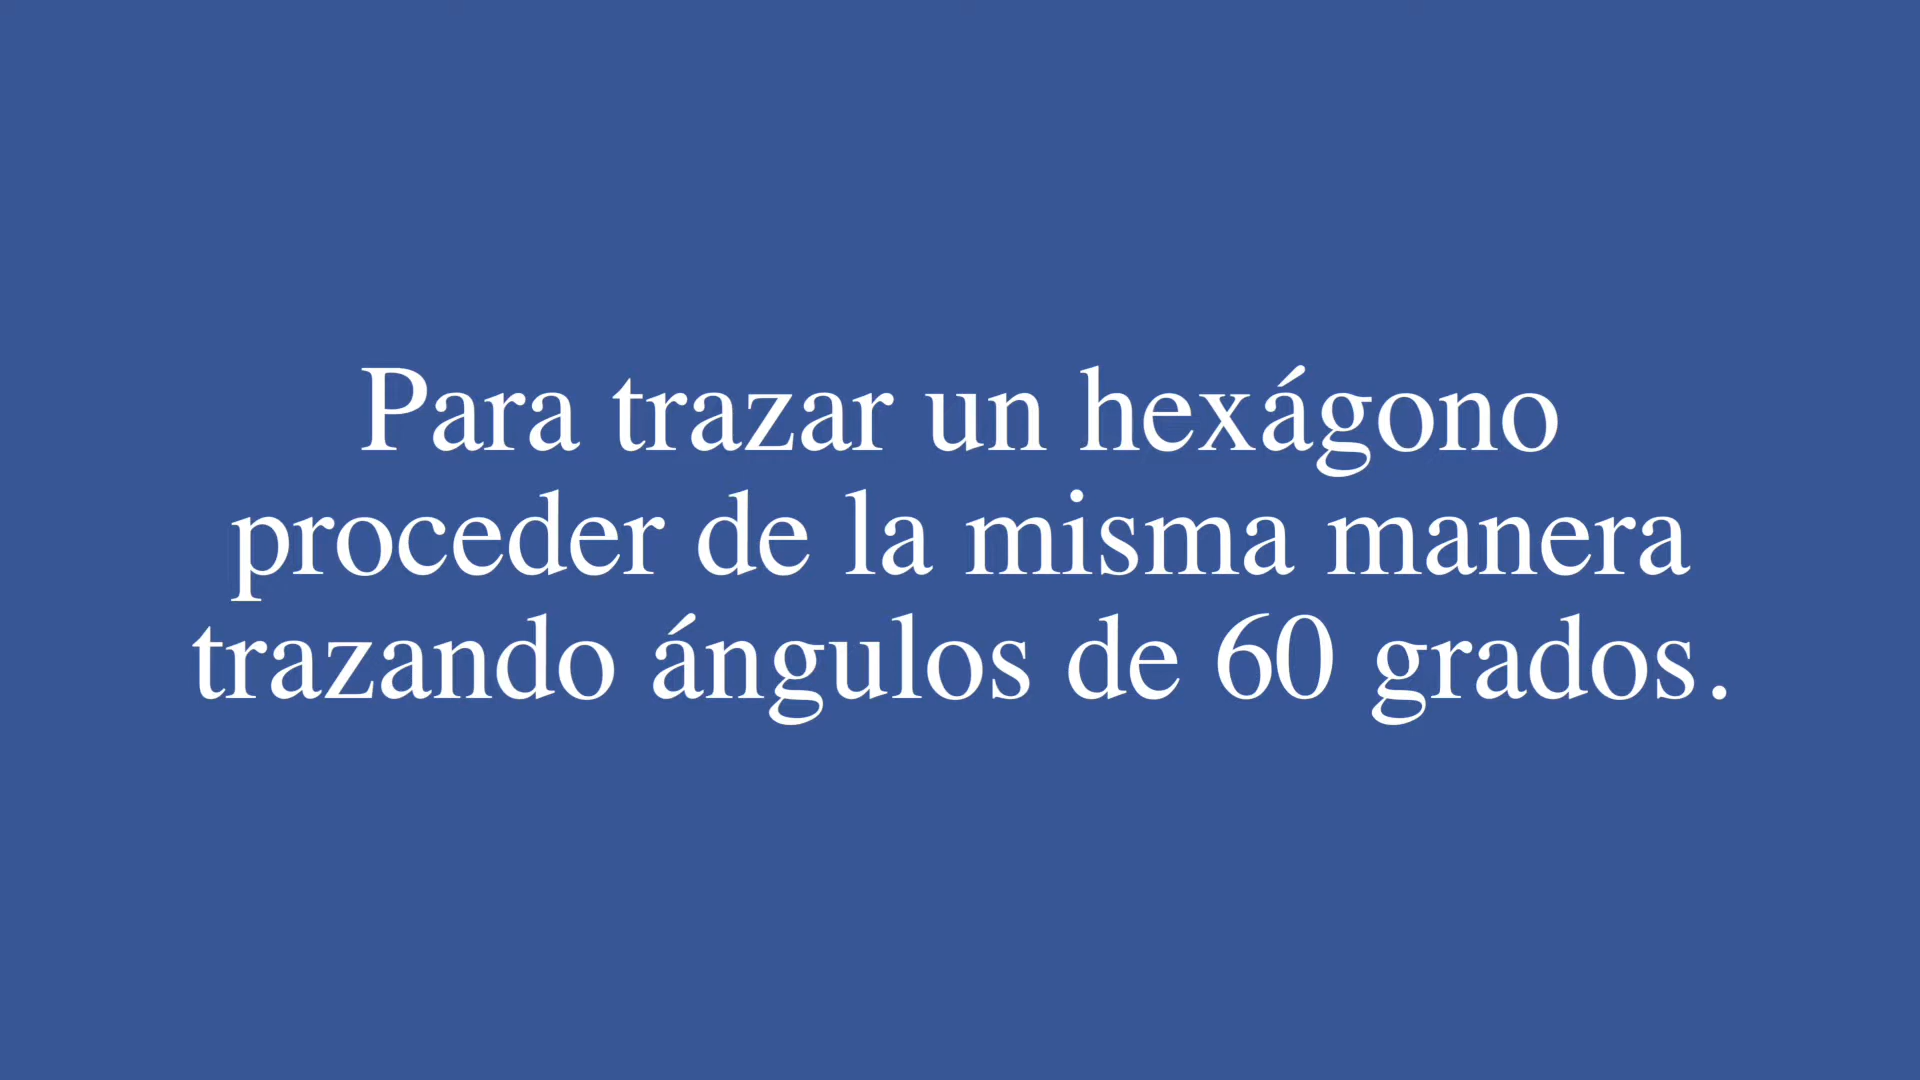 Para trazar un hexágono
proceder de la misma manera
trazando ángulos de 60 grados.